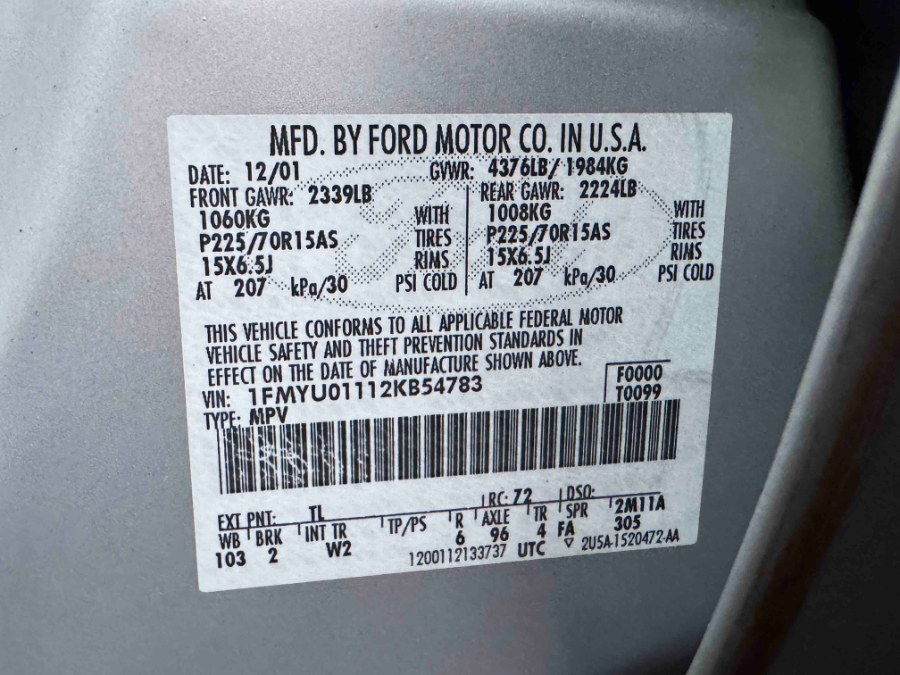 MFD. BY FORD MOTOR CO. IN U.S.A.
DATE: 12/01 GVWR: 4376LB/ 1984KG
FRONT GAWR: 2339LB REAR GAWR: 2224LB
1060KG WITH 1008KG WITH
P225/70R15AS TIRES P225/70R15AS TIRES
15X6.5J RIMS 15X6.5J RIMS
AT 207 kPa/30 PSI COLD AT 207 kPa/30 PSI COLD
THIS VEHICLE CONFORMS TO ALL APPLICABLE FEDERAL MOTOR
VEHICLE SAFETY AND THEFT PREVENTION STANDARDS IN
EFFECT ON THE DATE OF MANUFACTURE SHOWN ABOVE.
VIN: 1FMYU01112KB54783 F0000
TYPE: MPV T0099
EXT PNT: TL RC: 72 DSO:
WB BRK INT TR TP/PS R AXLE TR SPR 2M11A
103 2 W2 6 96 4 FA 305
1200112133737 UTC ▽ 2U5A-1520472-AA